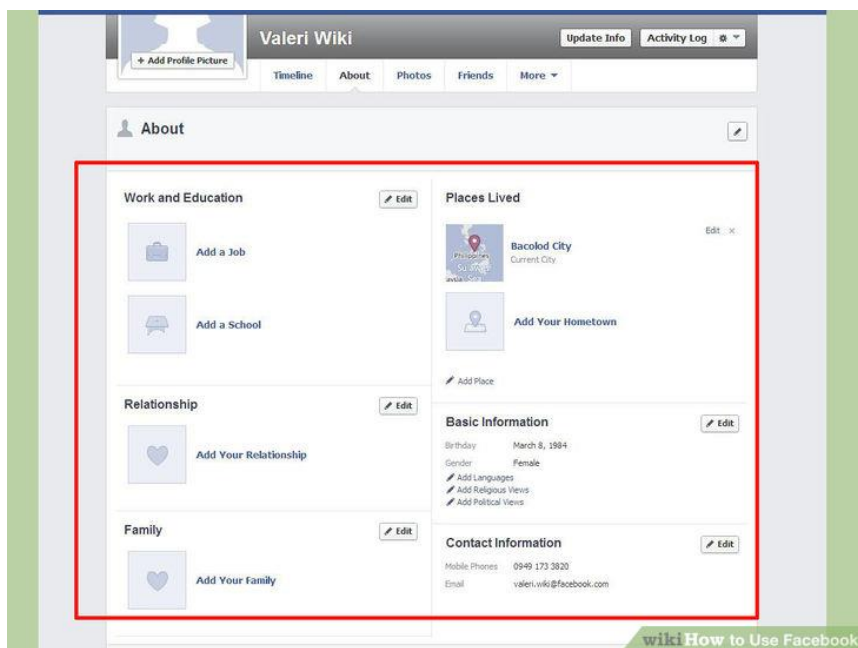 Valeri Wiki
Update Info
Activity Log
+ Add Profile Picture
Timeline About Photos Friends More
About
Work and Education
Edit
Add a Job
Add a School
Relationship
Edit
Add Your Relationship
Family
Edit
Add Your Family
Places Lived
Edit ×
Philippines
Bacolod City
Current City
Add Your Hometown
Add Place
Basic Information
Edit
Birthday March 8, 1984
Gender Female
Add Languages
Add Religious Views
Add Political Views
Contact Information
Edit
Mobile Phones 0949 173 3820
Email valeri.wiki@facebook.com
wikiHow to Use Facebook